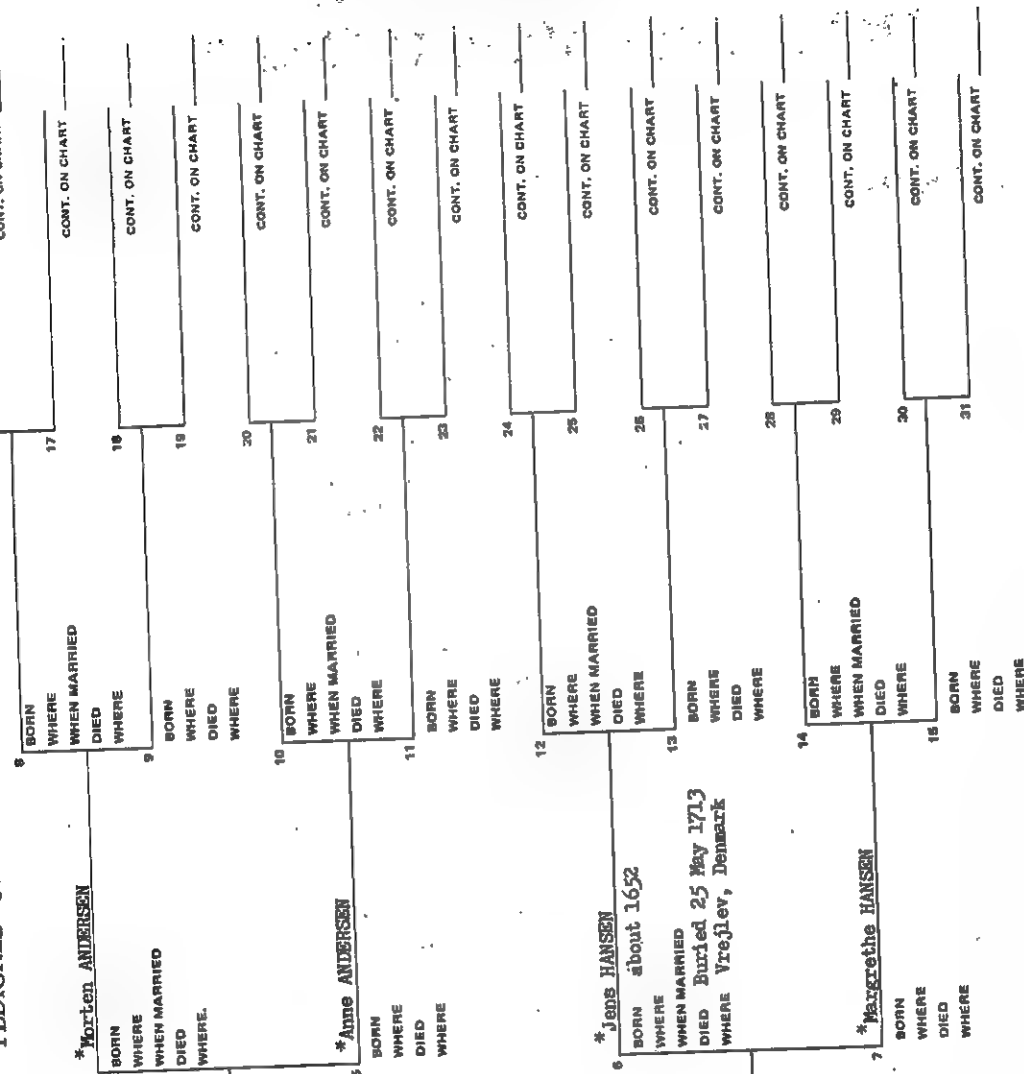 *Morten ANDERSEN
BORN
WHERE
WHEN MARRIED
DIED
WHERE.
*Anne ANDERSEN
BORN
WHERE
DIED
WHERE
6
*Jens HANSEN
BORN about 1652
WHERE
WHEN MARRIED
DIED Buried 25 May 1713
WHERE Vrejlev, Denmark
7
*Margrethe HANSEN
BORN
WHERE
DIED
WHERE
8
BORN
WHERE
WHEN MARRIED
DIED
WHERE
9
BORN
WHERE
DIED
WHERE
10
BORN
WHERE
WHEN MARRIED
DIED
WHERE
11
BORN
WHERE
DIED
WHERE
12
BORN
WHERE
WHEN MARRIED
DIED
WHERE
13
BORN
WHERE
DIED
WHERE
14
BORN
WHERE
WHEN MARRIED
DIED
WHERE
15
BORN
WHERE
DIED
WHERE
17
CONT. ON CHART
18
CONT. ON CHART
19
CONT. ON CHART
20
CONT. ON CHART
21
CONT. ON CHART
22
CONT. ON CHART
23
CONT. ON CHART
24
CONT. ON CHART
25
CONT. ON CHART
26
CONT. ON CHART
27
CONT. ON CHART
28
CONT. ON CHART
29
CONT. ON CHART
30
CONT. ON CHART
31
CONT. ON CHART